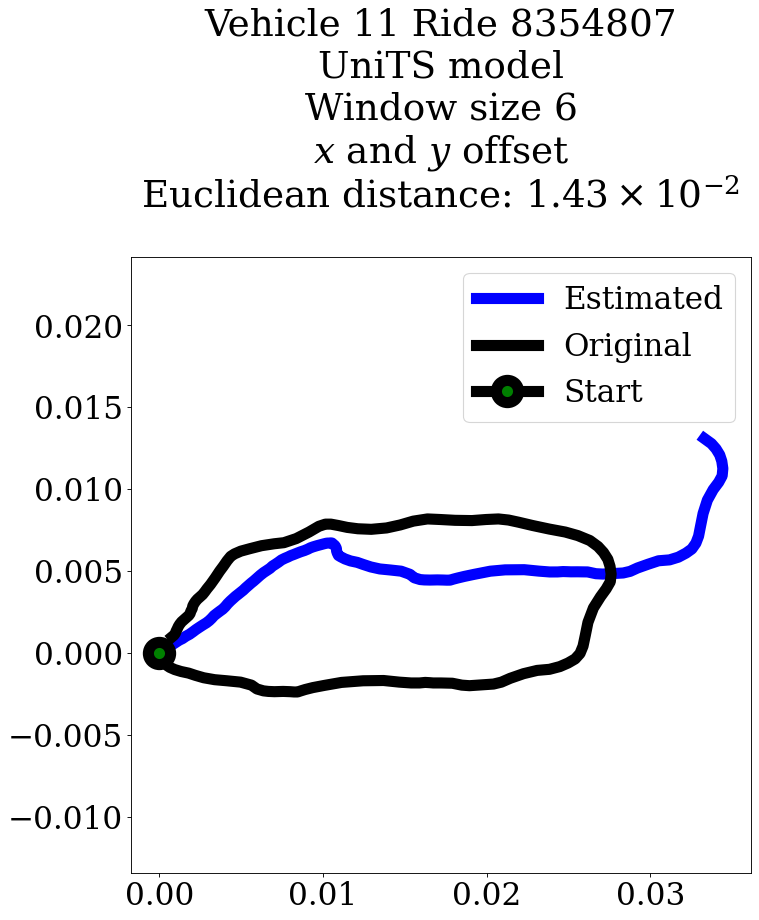 Vehicle 11 Ride 8354807
UniTS model
Window size 6
x and y offset
Euclidean distance: 1.43 × 10⁻²
Estimated
Original
Start
0.020
0.015
0.010
0.005
0.000
−0.005
−0.010
0.00 0.01 0.02 0.03